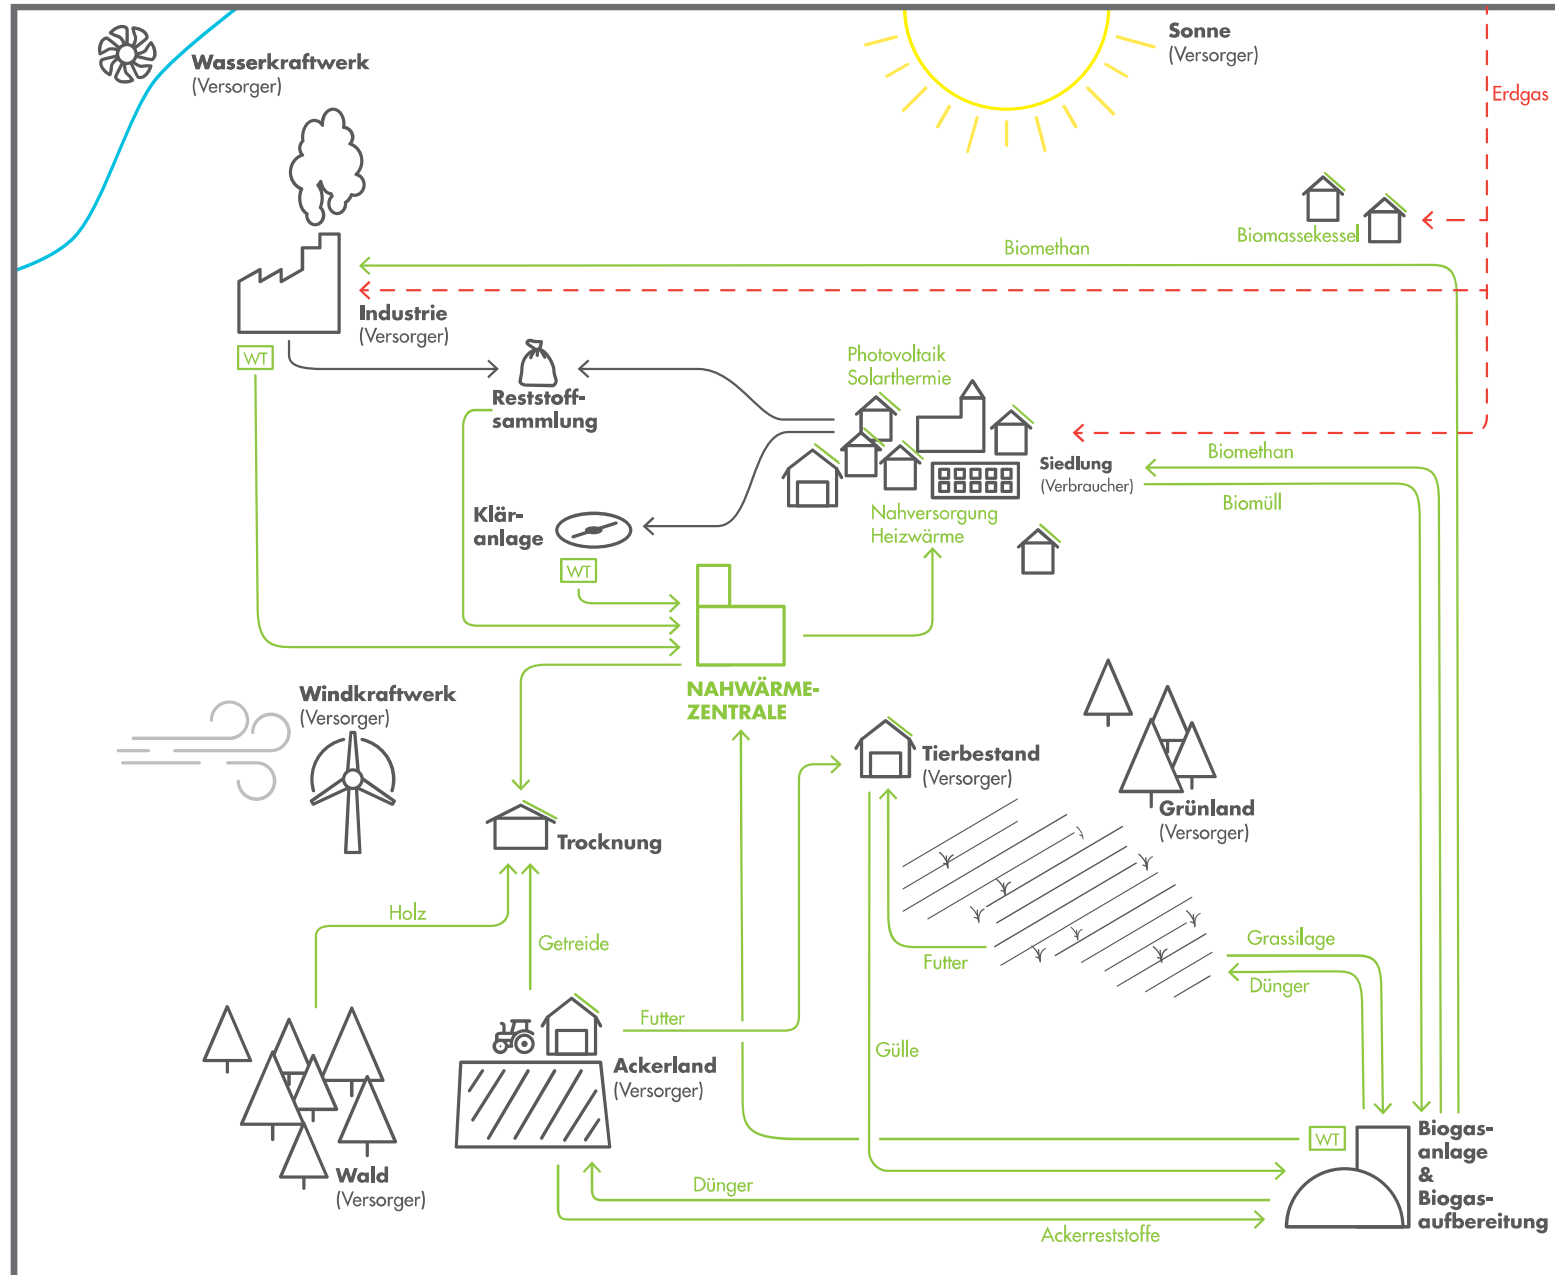 Sonne
(Versorger)
Wasserkraftwerk
(Versorger)
Erdgas
Biomassekessel
Biomethan
Industrie
(Versorger)
WT
Photovoltaik
Solarthermie
Reststoff-
sammlung
Siedlung
(Verbraucher)
Biomethan
Biomüll
Nahversorgung
Heizwärme
Klär-
anlage
WT
NAHWÄRME-
ZENTRALE
Windkraftwerk
(Versorger)
Tierbestand
(Versorger)
Grünland
(Versorger)
Trocknung
Holz
Getreide
Futter
Grassilage
Dünger
Futter
Gülle
Ackerland
(Versorger)
WT
Biogas-
anlage
&
Biogas-
aufbereitung
Wald
(Versorger)
Dünger
Ackerreststoffe